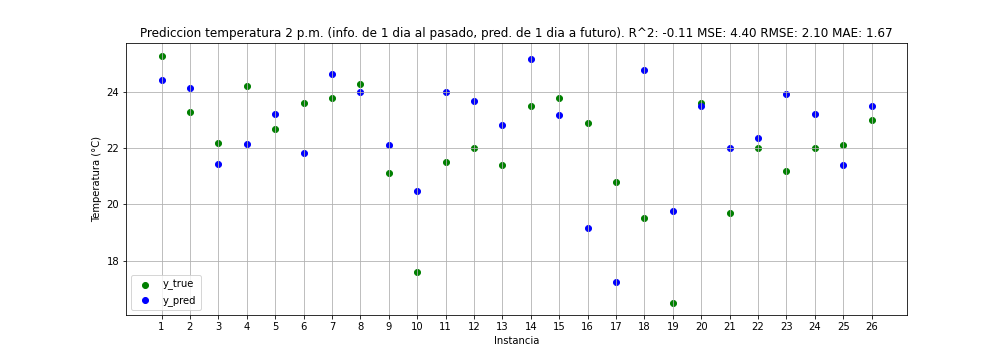 Prediccion temperatura 2 p.m. (info. de 1 dia al pasado, pred. de 1 dia a futuro). R^2: -0.11 MSE: 4.40 RMSE: 2.10 MAE: 1.67
Temperatura (°C)
24
22
20
18
y_true
y_pred
1 2 3 4 5 6 7 8 9 10 11 12 13 14 15 16 17 18 19 20 21 22 23 24 25 26
Instancia